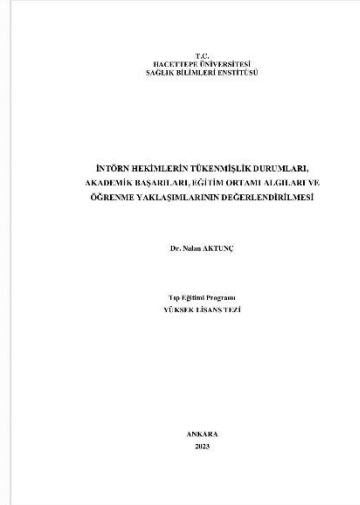 T.C.
HACETTEPE ÜNİVERSİTESİ
SAĞLIK BİLİMLERİ ENSTİTÜSÜ
İNTÖRN HEKİMLERİN TÜKENMİŞLİK DURUMLARI,
AKADEMİK BAŞARILARI, EĞİTİM ORTAMI ALGILARI VE
ÖĞRENME YAKLAŞIMLARININ DEĞERLENDİRİLMESİ
Dr. Nalan AKTUNÇ
Tıp Eğitimi Programı
YÜKSEK LİSANS TEZİ
ANKARA
2023